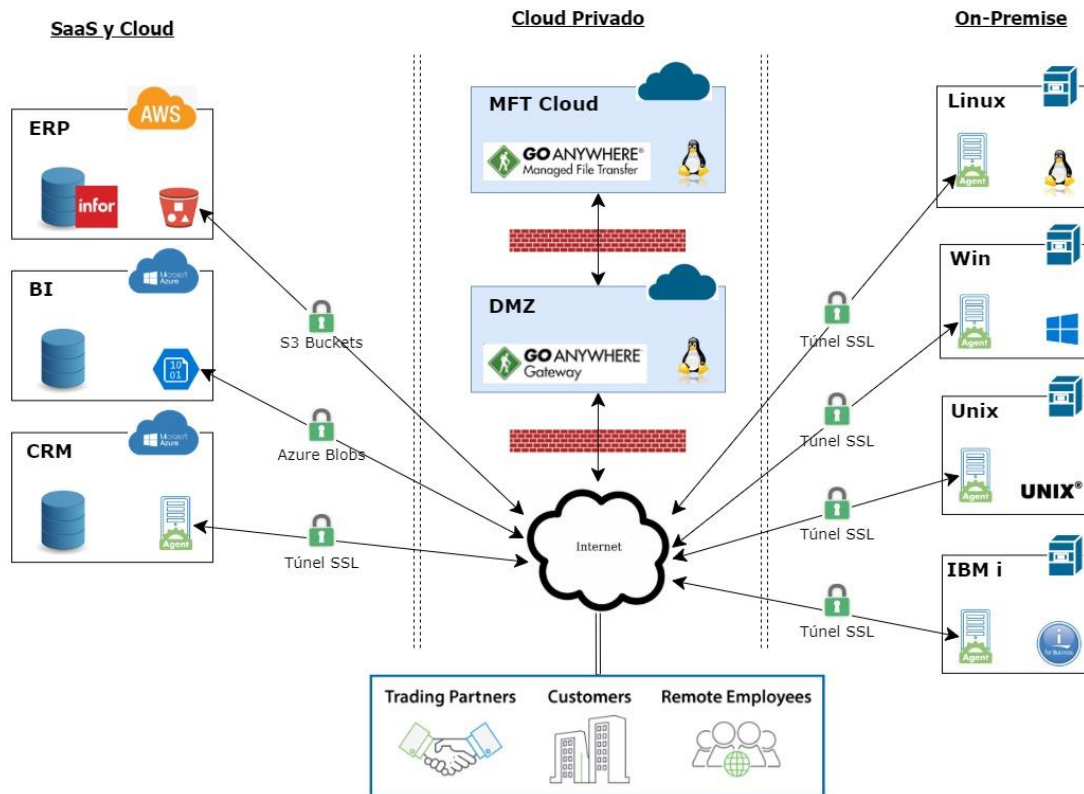 SaaS y Cloud
Cloud Privado
On-Premise
AWS
ERP
infor
Microsoft
Azure
BI
10
01
Microsoft
Azure
CRM
Agent
S3 Buckets
Azure Blobs
Túnel SSL
MFT Cloud
GO ANYWHERE®
Managed File Transfer
DMZ
GO ANYWHERE
Gateway
Internet
Linux
Agent
Win
Agent
Unix
Agent
UNIX®
IBM i
Agent
i
for Business
Túnel SSL
Túnel SSL
Túnel SSL
Túnel SSL
Trading Partners
Customers
Remote Employees